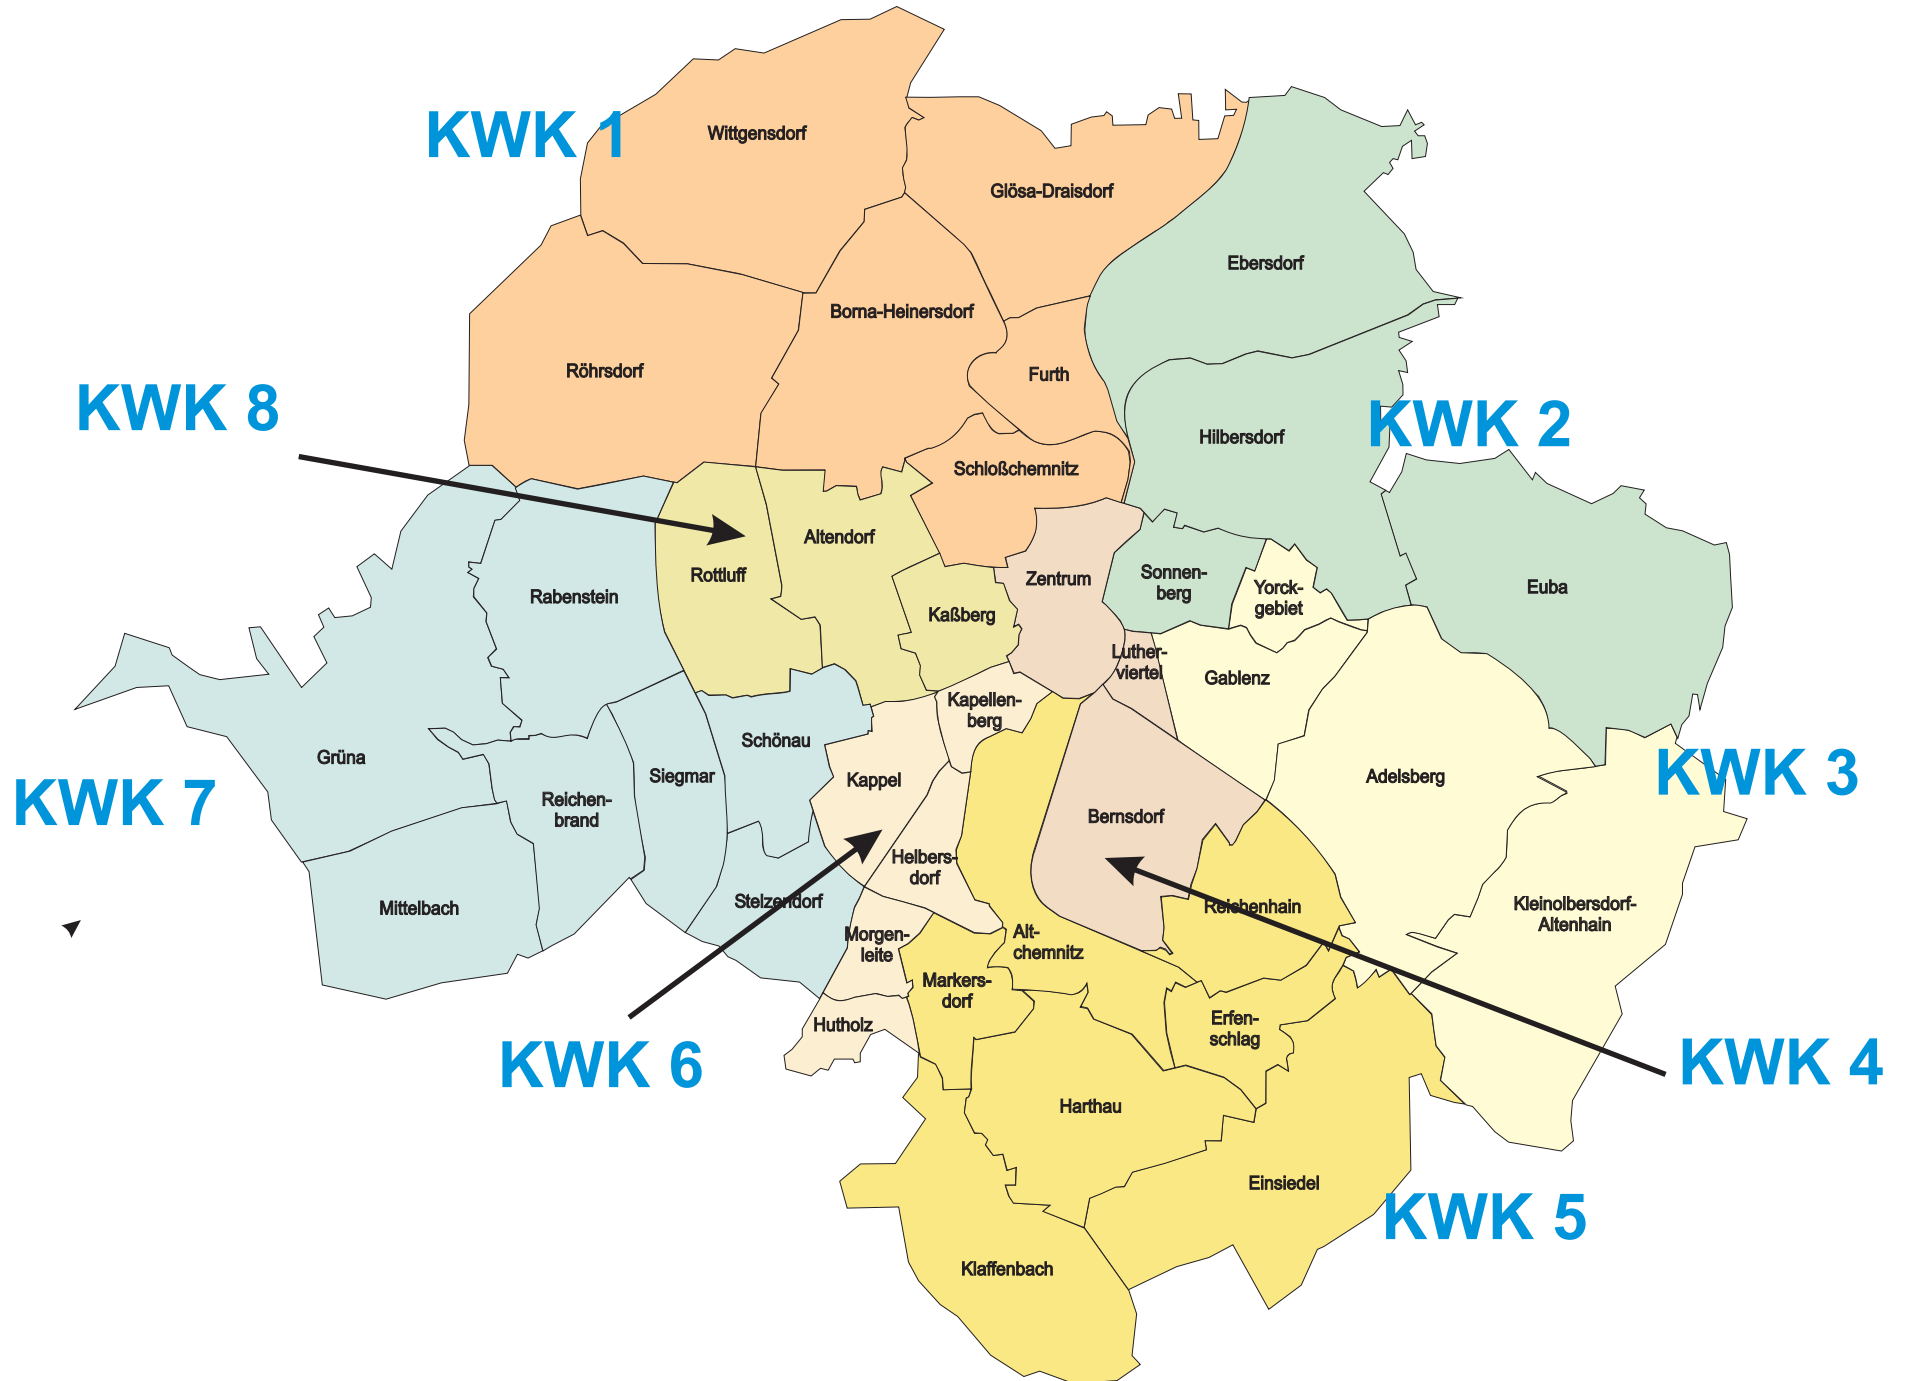 KWK 1
Wittgensdorf
Glösa-Draisdorf
Ebersdorf
Borna-Heinersdorf
Röhrsdorf
Furth
KWK 8
KWK 2
Hilbersdorf
Schloßchemnitz
Altendorf
Rottluff
Rabenstein
Zentrum
Sonnen-
berg
Yorck-
gebiet
Euba
Kaßberg
Luther-
viertel
Gablenz
Kapellen-
berg
Schönau
Grüna
Siegmar
Kappel
Adelsberg
KWK 3
KWK 7
Reichen-
brand
Bernsdorf
Helbers-
dorf
Mittelbach
Stelzendorf
Reichenhain
Kleinolbersdorf-
Altenhain
Morgen-
leite
Alt-
chemnitz
Markers-
dorf
Hutholz
Erfen-
schlag
KWK 6
KWK 4
Harthau
Einsiedel
KWK 5
Klaffenbach